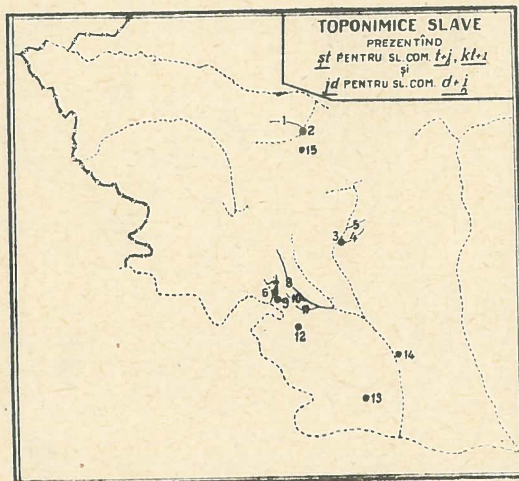 TOPONIMICE SLAVE
PREZENTÎND
șt PENTRU SL.COM. t+j, kt+i
și
jd PENTRU SL.COM. d+i
1
2
15
5
3 4
8
6 9 10
11
12
14
13